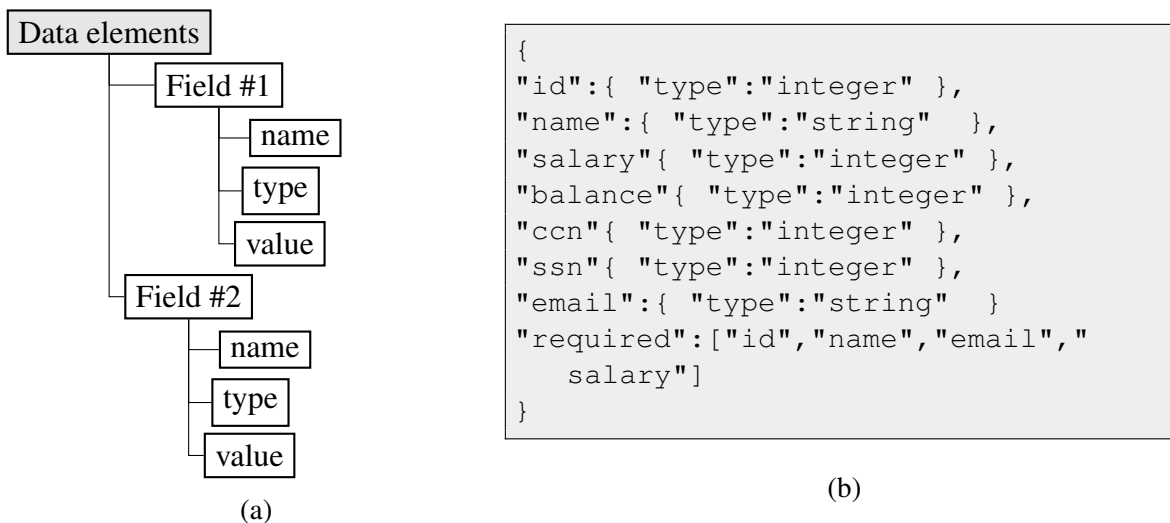 Data elements
Field #1
name
type
value
Field #2
name
type
value
(a)
{
"id":{ "type":"integer" },
"name":{ "type":"string"  },
"salary"{ "type":"integer" },
"balance"{ "type":"integer" },
"ccn"{ "type":"integer" },
"ssn"{ "type":"integer" },
"email":{ "type":"string"  }
"required":["id","name","email","
salary"]
}
(b)